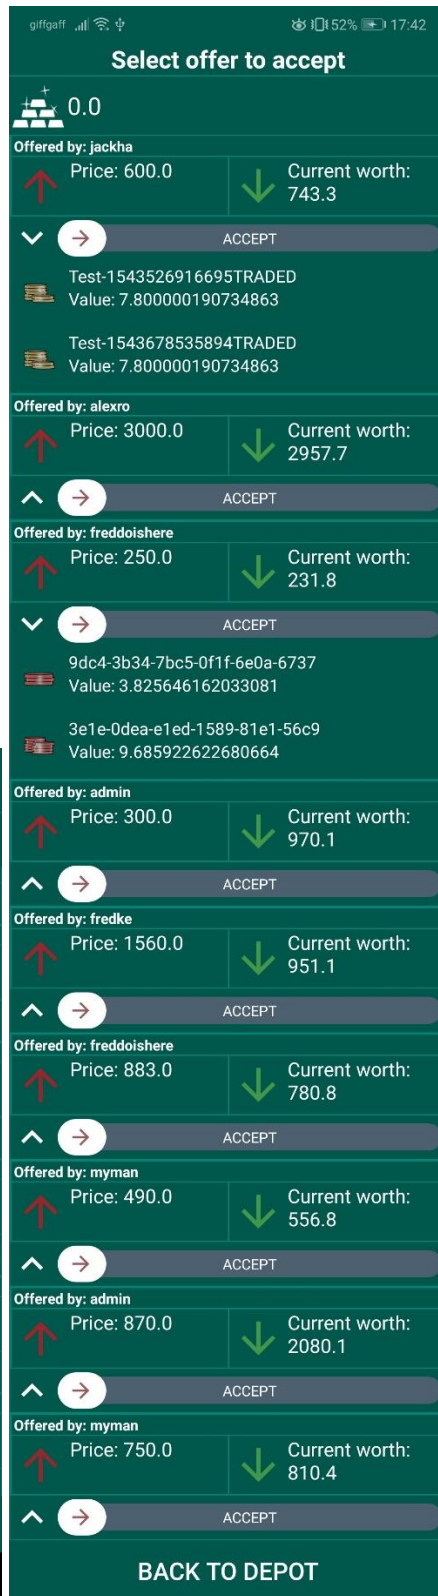 giffgaff 52% 17:42
Select offer to accept
0.0
Offered by: jackha
Price: 600.0 Current worth:
743.3
ACCEPT
Test-1543526916695TRADED
Value: 7.800000190734863
Test-1543678535894TRADED
Value: 7.800000190734863
Offered by: alexro
Price: 3000.0 Current worth:
2957.7
ACCEPT
Offered by: freddoishere
Price: 250.0 Current worth:
231.8
ACCEPT
9dc4-3b34-7bc5-0f1f-6e0a-6737
Value: 3.825646162033081
3e1e-0dea-e1ed-1589-81e1-56c9
Value: 9.685922622680664
Offered by: admin
Price: 300.0 Current worth:
970.1
ACCEPT
Offered by: fredke
Price: 1560.0 Current worth:
951.1
ACCEPT
Offered by: freddoishere
Price: 883.0 Current worth:
780.8
ACCEPT
Offered by: myman
Price: 490.0 Current worth:
556.8
ACCEPT
Offered by: admin
Price: 870.0 Current worth:
2080.1
ACCEPT
Offered by: myman
Price: 750.0 Current worth:
810.4
ACCEPT
BACK TO DEPOT